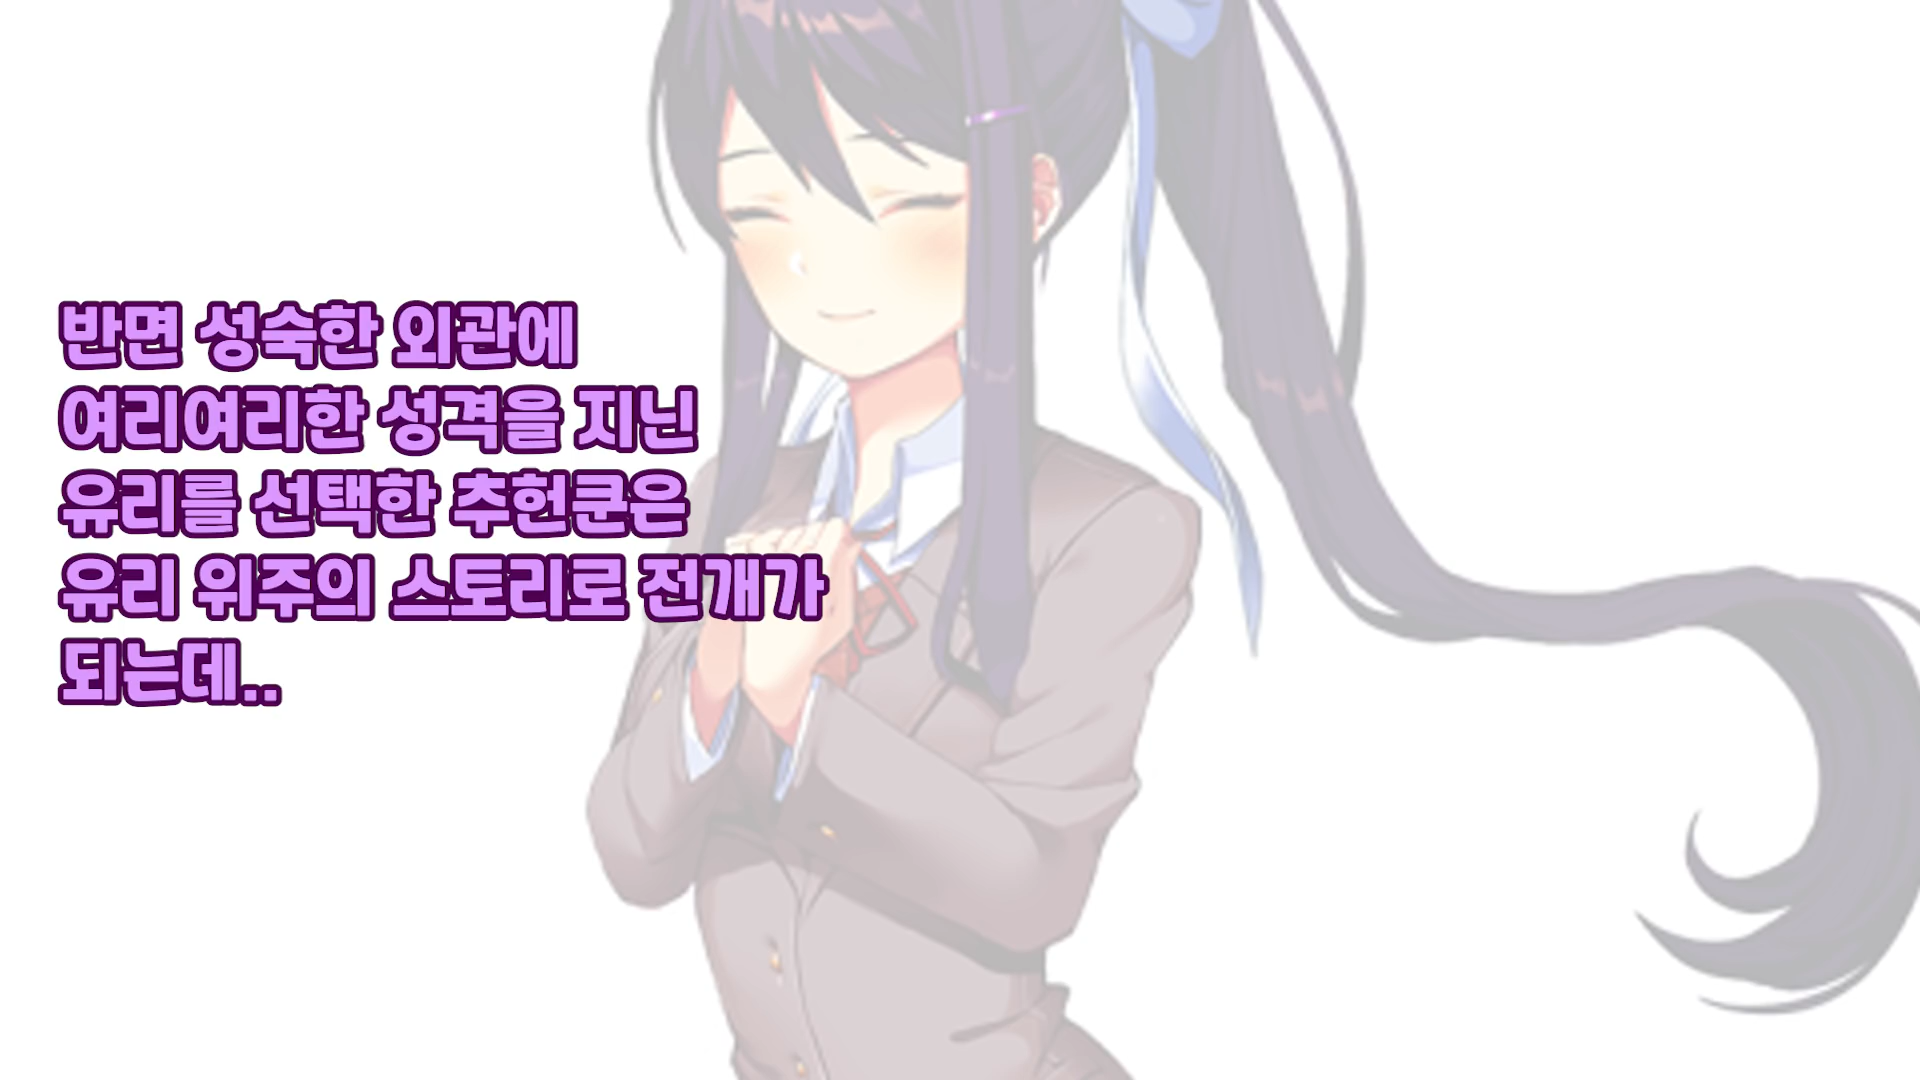 반면 성숙한 외관에
여리여리한 성격을 지닌
유리를 선택한 추헌쿤은
유리 위주의 스토리로 전개가
되는데..